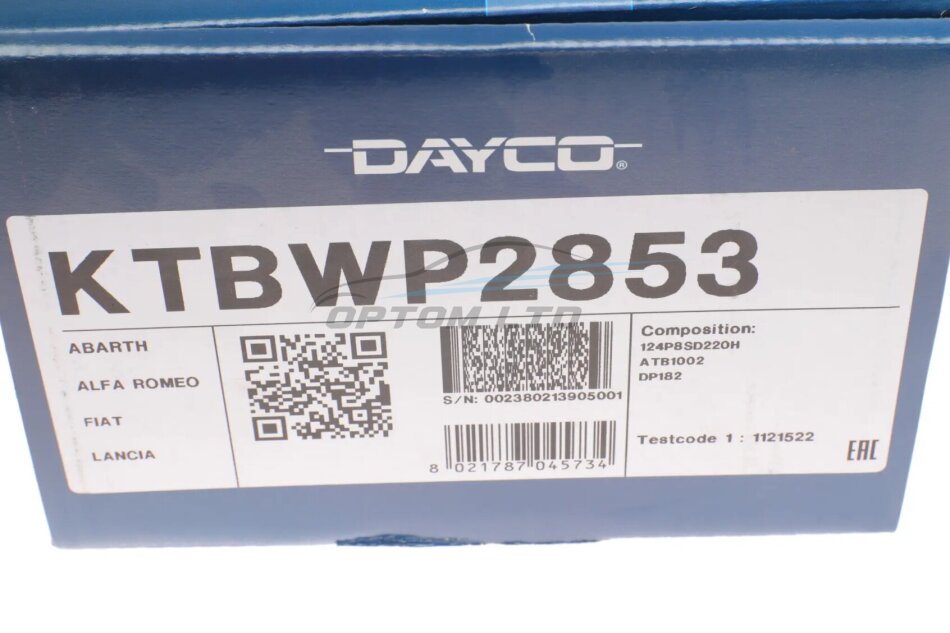 DAYCO®
KTBWP2853
OPTOM LTD
ABARTH
ALFA ROMEO
FIAT
LANCIA
S/N: 002380213905001
8 021787 045734
Composition:
124P8SD220H
ATB1002
DP182
Testcode 1 : 1121522
EAC